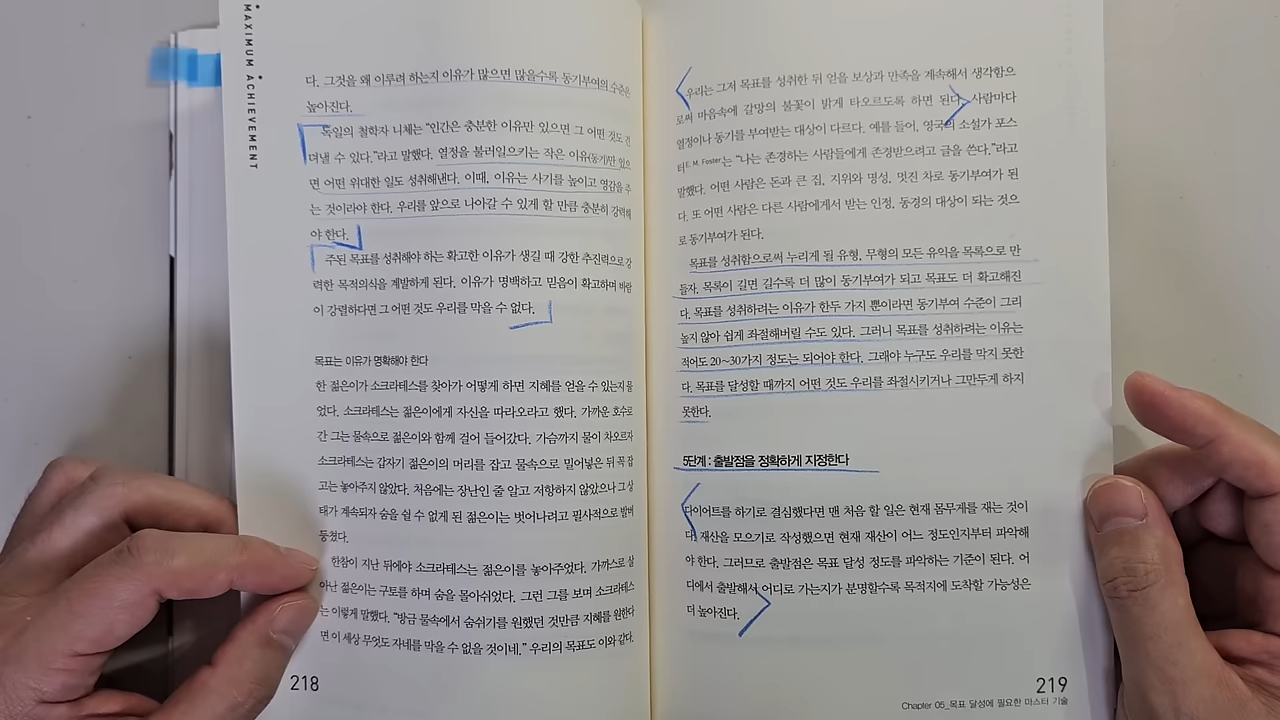 MAXIMUM ACHIEVEMENT
다. 그것을 왜 이루려 하는지 이유가 많으면 많을수록 동기부여의 수준은
높아진다.
독일의 철학자 니체는 “인간은 충분한 이유만 있으면 그 어떤 것도 견
뎌낼 수 있다.”라고 말했다. 열정을 불러일으키는 작은 이유(동기)만 있으
면 어떤 위대한 일도 성취해낸다. 이때, 이유는 사기를 높이고 영감을 주
는 것이라야 한다. 우리를 앞으로 나아갈 수 있게 할 만큼 충분히 강력해
야 한다.
주된 목표를 성취해야 하는 확고한 이유가 생길 때 강한 추진력으로 강
력한 목적의식을 계발하게 된다. 이유가 명백하고 믿음이 확고하며 바람
이 강렬하다면 그 어떤 것도 우리를 막을 수 없다.
목표는 이유가 명확해야 한다
한 젊은이가 소크라테스를 찾아가 어떻게 하면 지혜를 얻을 수 있는지 물
었다. 소크라테스는 젊은이에게 자신을 따라오라고 했다. 가까운 호수로
간 그는 물속으로 젊은이와 함께 걸어 들어갔다. 가슴까지 물이 차오르자
소크라테스는 갑자기 젊은이의 머리를 잡고 물속으로 밀어넣은 뒤 꼭 잡
고는 놓아주지 않았다. 처음에는 장난인 줄 알고 저항하지 않았으나 그 상
태가 계속되자 숨을 쉴 수 없게 된 젊은이는 벗어나려고 필사적으로 발버
둥쳤다.
한참이 지난 뒤에야 소크라테스는 젊은이를 놓아주었다. 가까스로 살
아난 젊은이는 구토를 하며 숨을 몰아쉬었다. 그런 그를 보며 소크라테스
는 이렇게 말했다. “방금 물속에서 숨쉬기를 원했던 것만큼 지혜를 원한다
면 이 세상 무엇도 자네를 막을 수 없을 것이네.” 우리의 목표도 이와 같다.
218
우리는 그저 목표를 성취한 뒤 얻을 보상과 만족을 계속해서 생각함으
로써 마음속에 갈망의 불꽃이 밝게 타오르도록 하면 된다. 사람마다
열정이나 동기를 부여받는 대상이 다르다. 예를 들어, 영국의 소설가 포스
터E. M. Foster는 “나는 존경하는 사람들에게 존경받으려고 글을 쓴다.”라고
말했다. 어떤 사람은 돈과 큰 집, 지위와 명성, 멋진 차로 동기부여가 된
다. 또 어떤 사람은 다른 사람에게서 받는 인정, 동경의 대상이 되는 것으
로 동기부여가 된다.
목표를 성취함으로써 누리게 될 유형, 무형의 모든 유익을 목록으로 만
들자. 목록이 길면 길수록 더 많이 동기부여가 되고 목표도 더 확고해진
다. 목표를 성취하려는 이유가 한두 가지 뿐이라면 동기부여 수준이 그리
높지 않아 쉽게 좌절해버릴 수도 있다. 그러니 목표를 성취하려는 이유는
적어도 20~30가지 정도는 되어야 한다. 그래야 누구도 우리를 막지 못한
다. 목표를 달성할 때까지 어떤 것도 우리를 좌절시키거나 그만두게 하지
못한다.
5단계 : 출발점을 정확하게 지정한다
다이어트를 하기로 결심했다면 맨 처음 할 일은 현재 몸무게를 재는 것이
다. 재산을 모으기로 작성했으면 현재 재산이 어느 정도인지부터 파악해
야 한다. 그러므로 출발점은 목표 달성 정도를 파악하는 기준이 된다. 어
디에서 출발해서 어디로 가는지가 분명할수록 목적지에 도착할 가능성은
더 높아진다.
219
Chapter 05_목표 달성에 필요한 마스터 기술